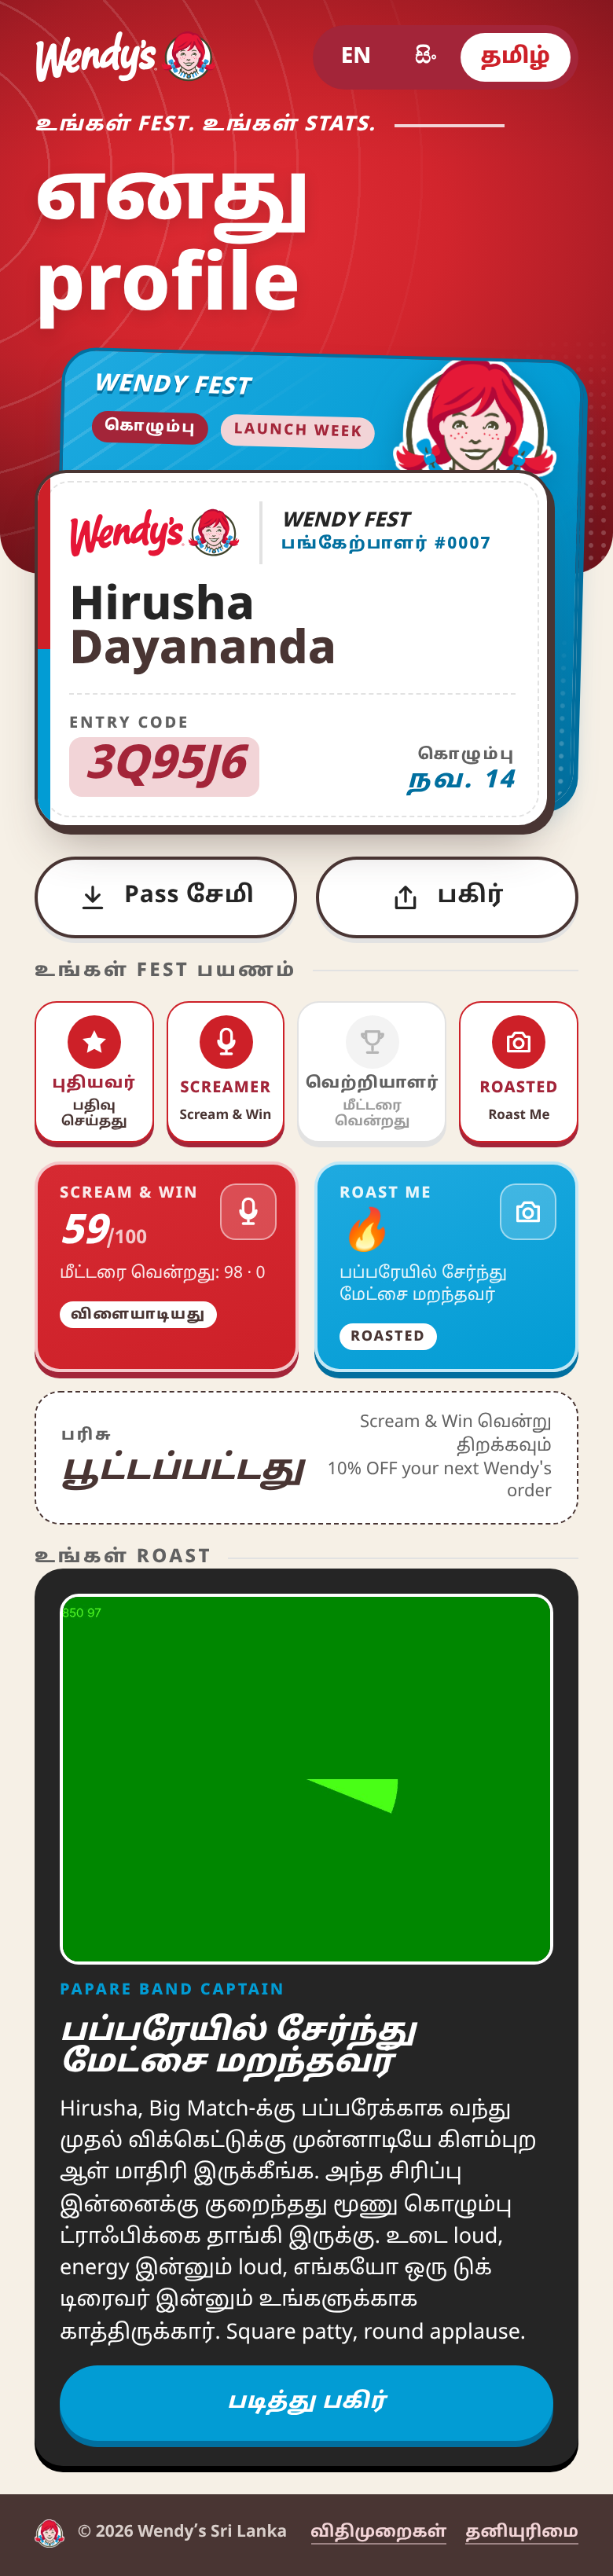 Wendy's
EN
සිං
தமிழ்
உங்கள் FEST. உங்கள் STATS.
எனது
profile
WENDY FEST
கொழும்பு
LAUNCH WEEK
Wendy's
WENDY FEST
பங்கேற்பாளர் #0007
Hirusha
Dayananda
ENTRY CODE
3Q95J6
கொழும்பு
நவ. 14
Pass சேமி
பகிர்
உங்கள் FEST பயணம்
புதியவர்
பதிவு
செய்தது
SCREAMER
Scream & Win
வெற்றியாளர்
மீட்டரை
வென்றது
ROASTED
Roast Me
SCREAM & WIN
59/100
மீட்டரை வென்றது: 98 · 0
விளையாடியது
ROAST ME
🔥
பப்பரேயில் சேர்ந்து
மேட்சை மறந்தவர்
ROASTED
பரிசு
பூட்டப்பட்டது
Scream & Win வென்று
திறக்கவும்
10% OFF your next Wendy's
order
உங்கள் ROAST
850 97
PAPARE BAND CAPTAIN
பப்பரேயில் சேர்ந்து
மேட்சை மறந்தவர்
Hirusha, Big Match-க்கு பப்பரேக்காக வந்து
முதல் விக்கெட்டுக்கு முன்னாடியே கிளம்புற
ஆள் மாதிரி இருக்கீங்க. அந்த சிரிப்பு
இன்னைக்கு குறைந்தது மூணு கொழும்பு
ட்ராஃபிக்கை தாங்கி இருக்கு. உடை loud,
energy இன்னும் loud, எங்கயோ ஒரு டுக்
டிரைவர் இன்னும் உங்களுக்காக
காத்திருக்கார். Square patty, round applause.
படித்து பகிர்
© 2026 Wendy's Sri Lanka
விதிமுறைகள்
தனியுரிமை